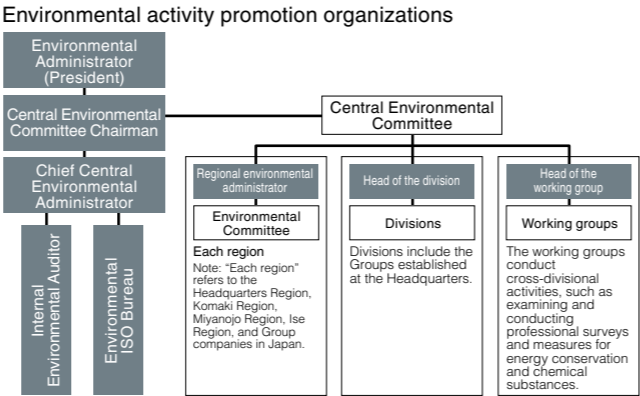 Environmental activity promotion organizations
Environmental
Administrator
(President)
Central Environmental
Committee Chairman
Chief Central
Environmental
Administrator
Internal
Environmental Auditor
Environmental
ISO Bureau
Central Environmental
Committee
Regional environmental
administrator
Environmental
Committee
Each region
Note: “Each region”
refers to the
Headquarters Region,
Komaki Region,
Miyanojo Region, Ise
Region, and Group
companies in Japan.
Head of the division
Divisions
Divisions include the
Groups established
at the Headquarters.
Head of the
working group
Working groups
The working groups
conduct
cross-divisional
activities, such as
examining and
conducting
professional surveys
and measures for
energy conservation
and chemical
substances.